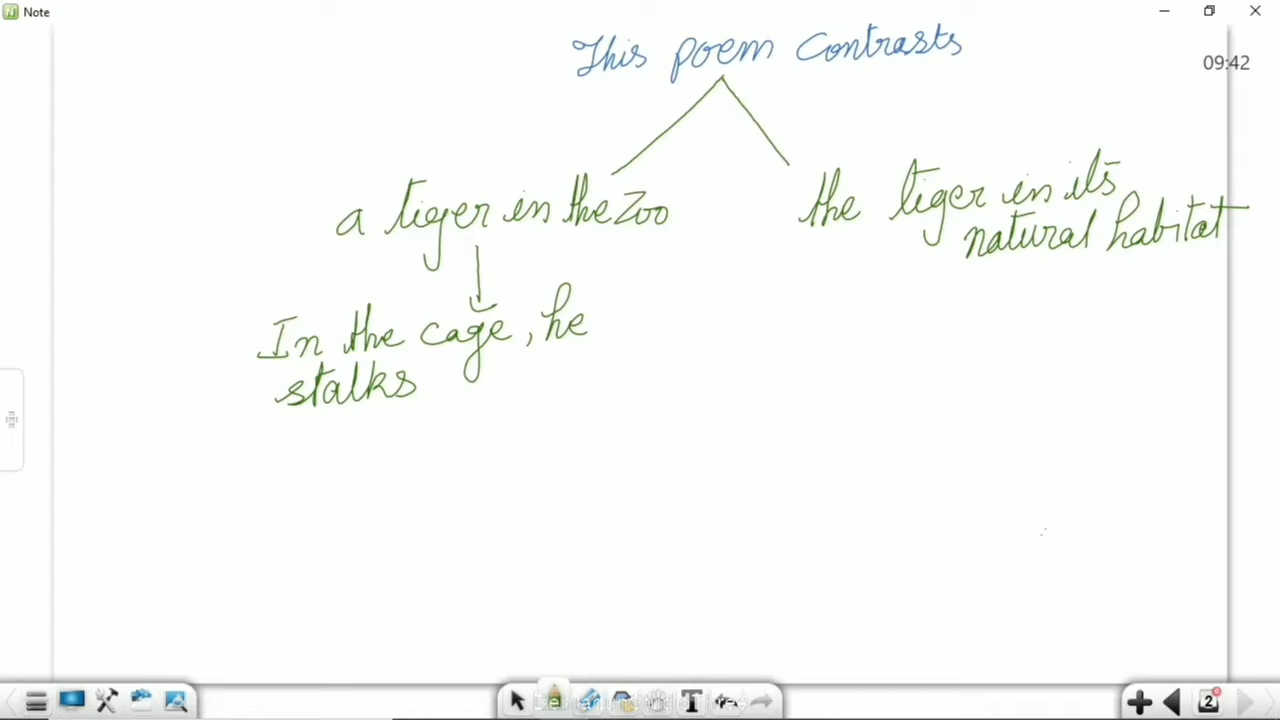 Note
This poem Contrasts
09:42
a tiger in the Zoo
the tiger in its
natural habitat
In the cage, he
stalks
2